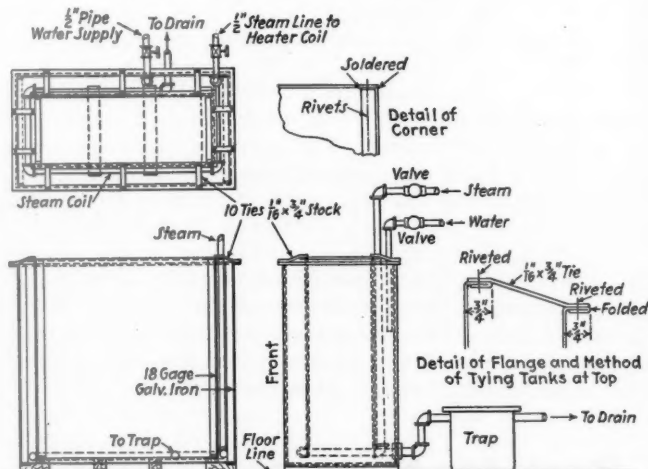 1/2" Pipe
Water Supply
To Drain
1/2" Steam Line to
Heater Coil
Soldered
Rivets
Detail of
Corner
Steam Coil
10 Ties 1/16" x 3/4" Stock
Valve
Steam
Water
Valve
Steam
Riveted
1/16" x 3/4" Tie
Riveted
Folded
3/4"
3/4"
Detail of Flange and Method
of Tying Tanks at Top
18 Gage
Galv. Iron
Front
To Trap
Floor
Line
Trap
To Drain